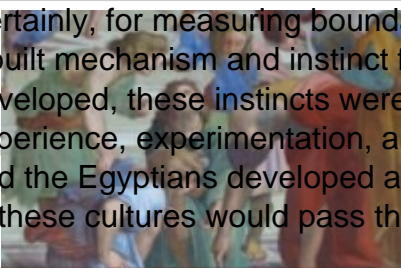 ertainly, for measuring bound
built mechanism and instinct
veloped, these instincts were
perience, experimentation, a
d the Egyptians developed a
these cultures would pass th